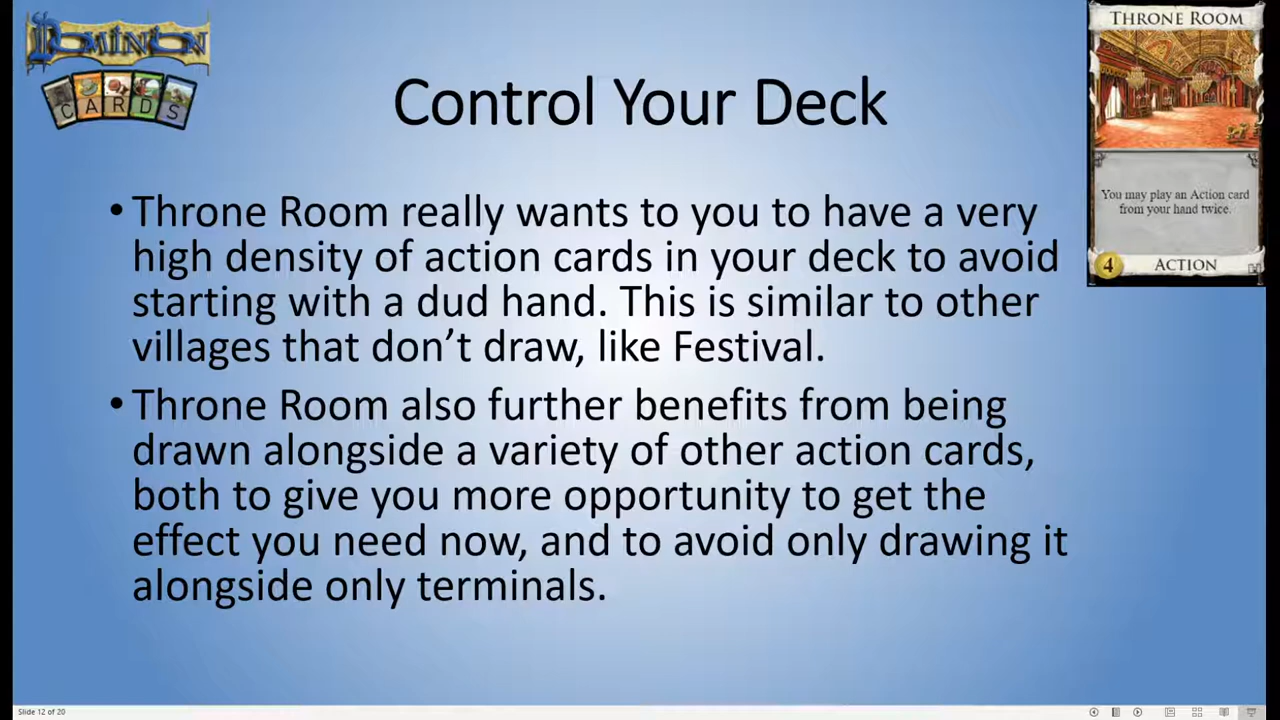 DOMINION
CARDS
THRONE ROOM
Control Your Deck
You may play an Action card
from your hand twice.
4 ACTION
• Throne Room really wants to you to have a very
high density of action cards in your deck to avoid
starting with a dud hand. This is similar to other
villages that don’t draw, like Festival.
• Throne Room also further benefits from being
drawn alongside a variety of other action cards,
both to give you more opportunity to get the
effect you need now, and to avoid only drawing it
alongside only terminals.
Slide 12 of 20